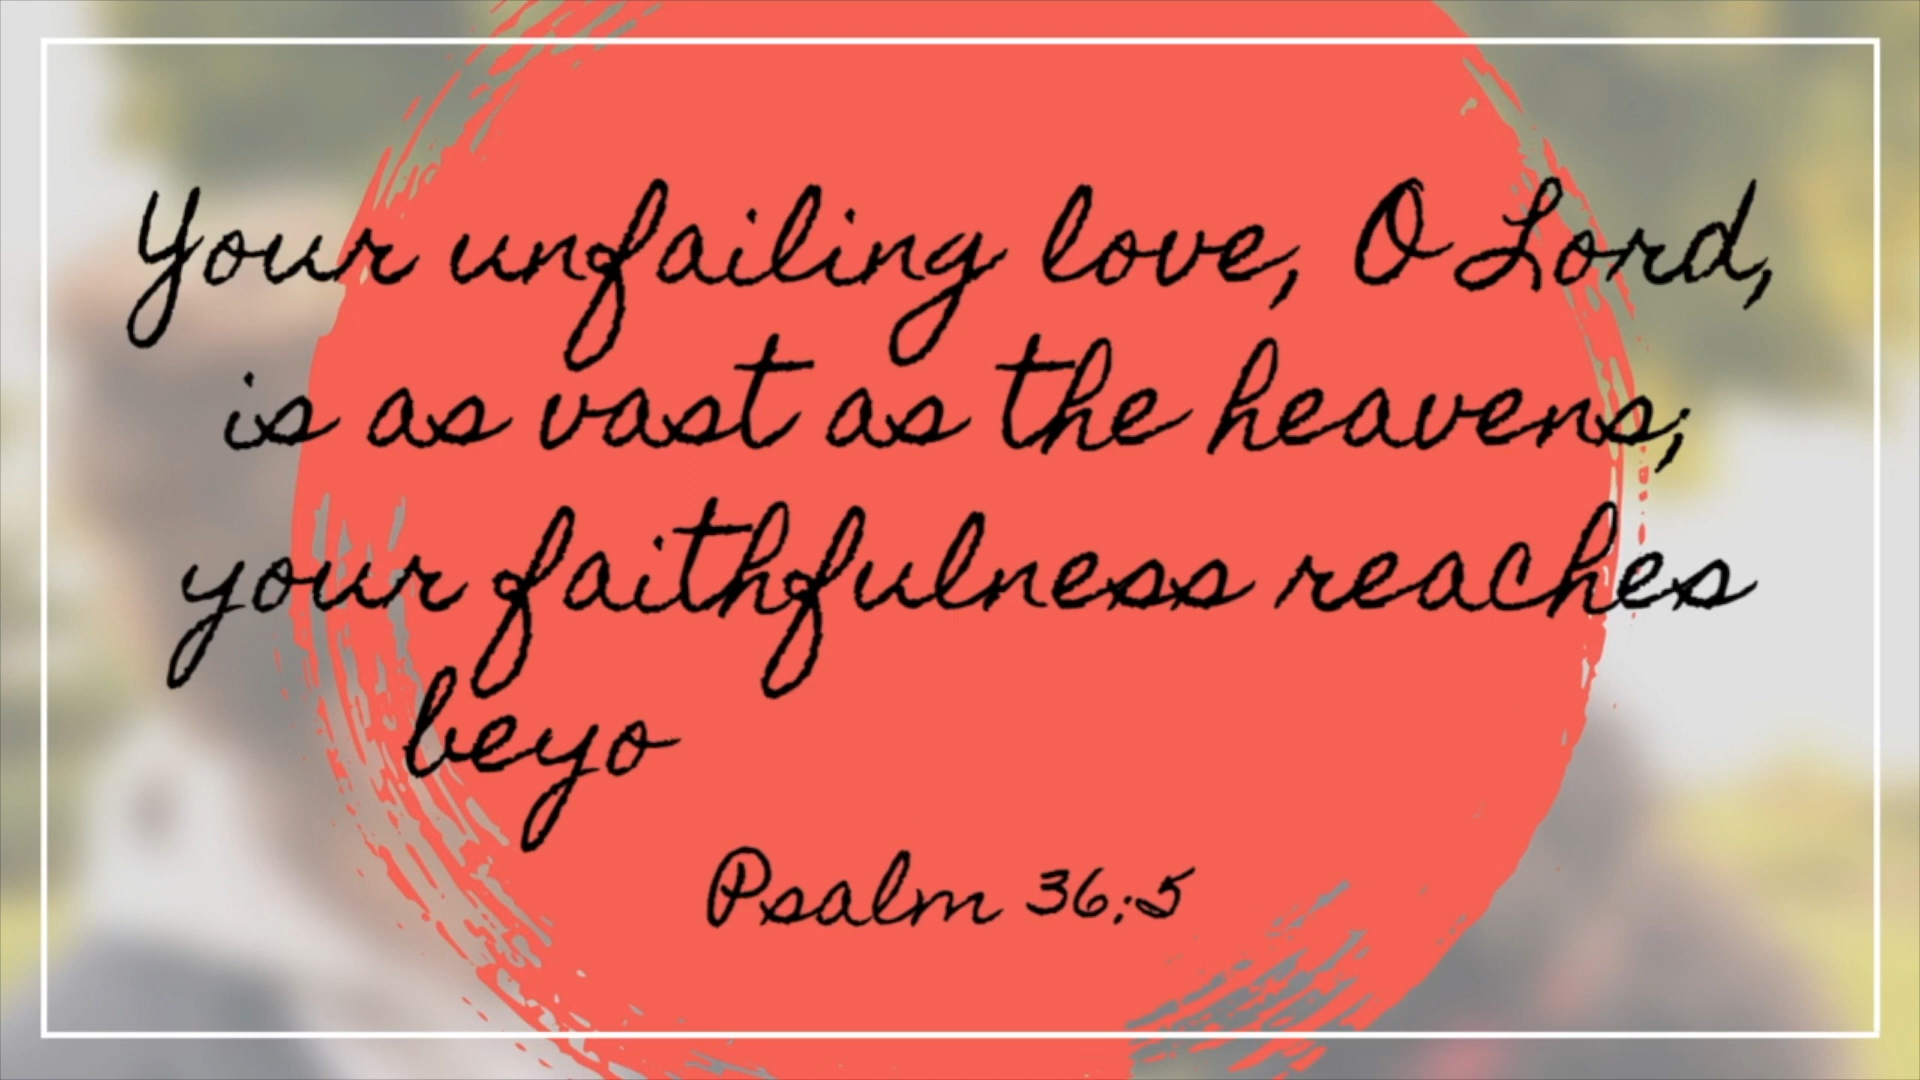 Your unfailing love, O Lord,
is as vast as the heavens;
your faithfulness reaches
beyo
Psalm 36:5